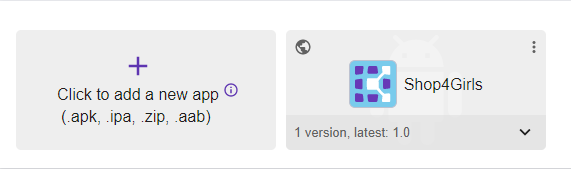 Click to add a new app
(.apk, .ipa, .zip, .aab)
Shop4Girls
1 version, latest: 1.0